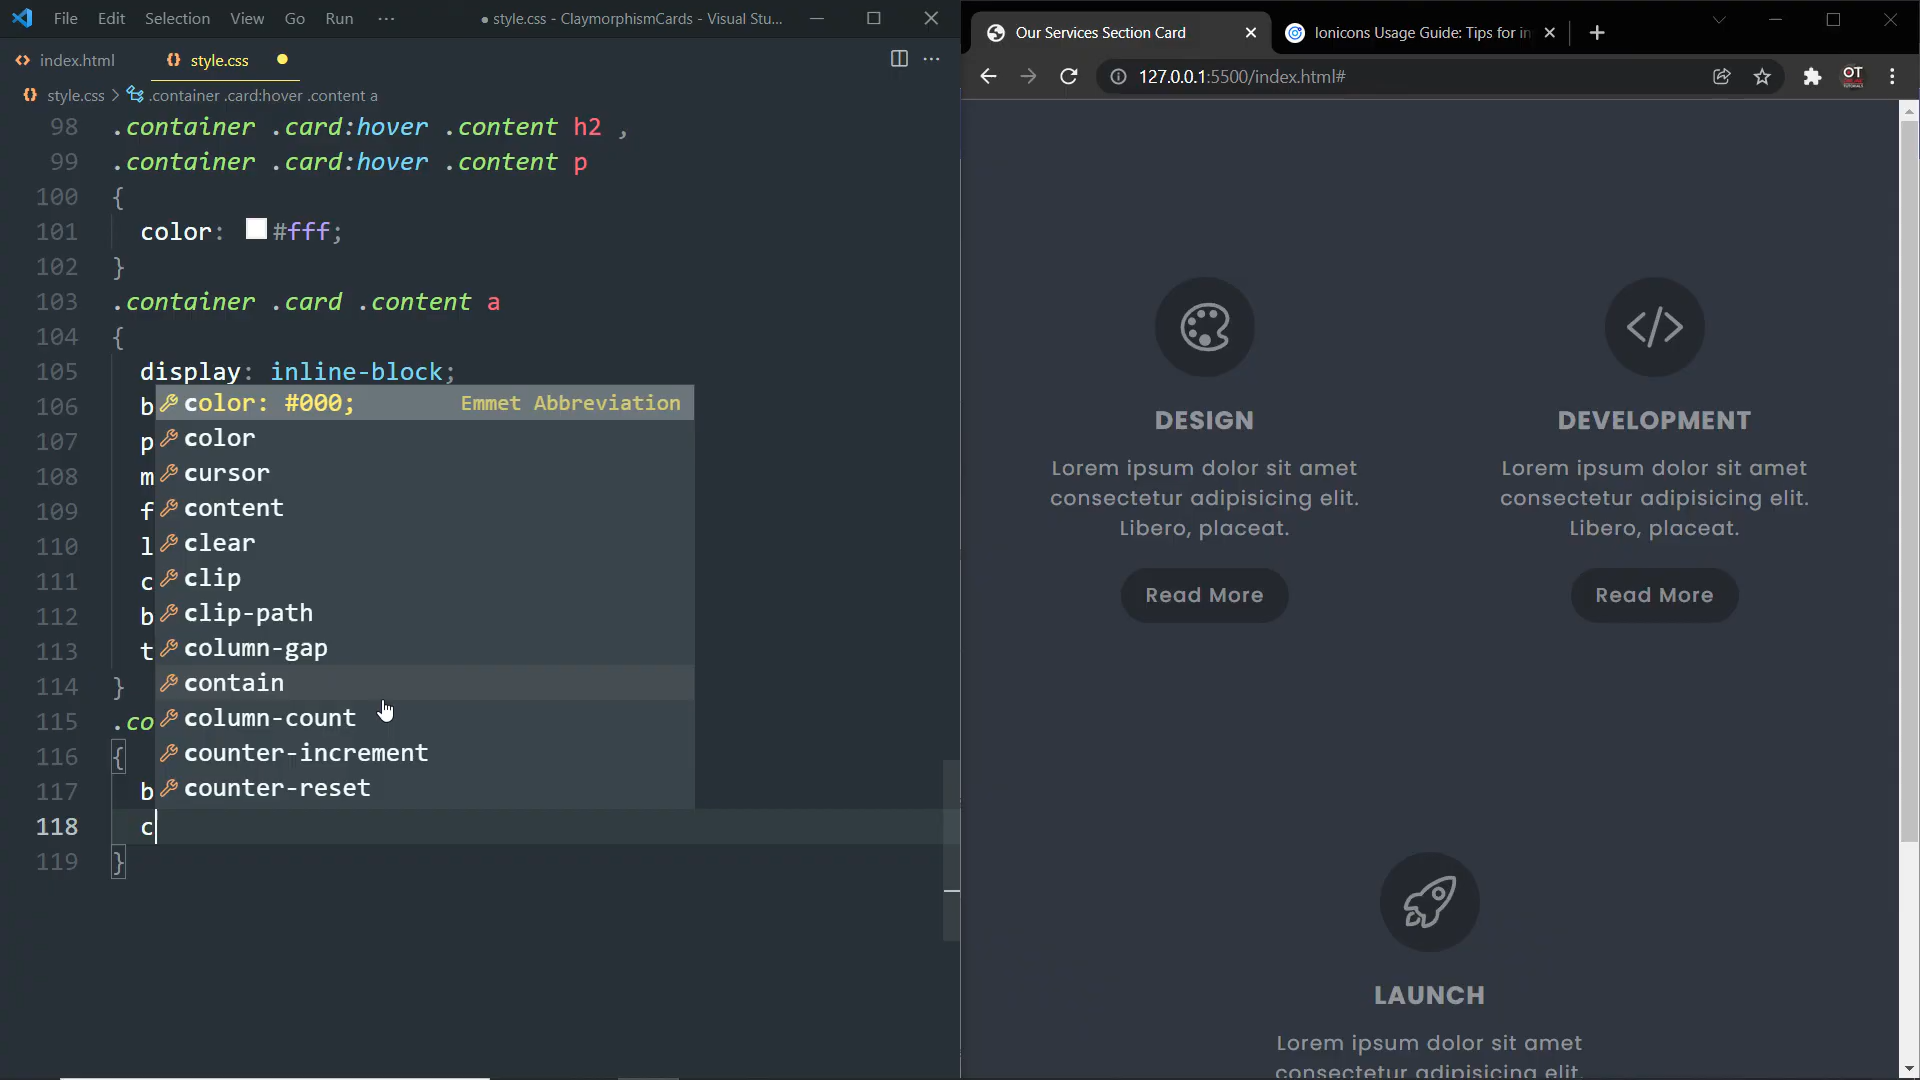 File Edit Selection View Go Run ···
● style.css - ClaymorphismCards - Visual Stu...
index.html
style.css
style.css > .container .card:hover .content a
98 .container .card:hover .content h2 ,
99 .container .card:hover .content p
100 {
101 color: #fff;
102 }
103 .container .card .content a
104 {
105 display: inline-block;
106 b
107 p
108 m
109 f
110 l
111 c
112 b
113 t
114 }
115 .co
116 {
117 b
118 c
119 }
color: #000; Emmet Abbreviation
color
cursor
content
clear
clip
clip-path
column-gap
contain
column-count
counter-increment
counter-reset
Our Services Section Card
Ionicons Usage Guide: Tips for in
127.0.0.1:5500/index.html#
OT
DESIGN
Lorem ipsum dolor sit amet
consectetur adipisicing elit.
Libero, placeat.
Read More
DEVELOPMENT
Lorem ipsum dolor sit amet
consectetur adipisicing elit.
Libero, placeat.
Read More
LAUNCH
Lorem ipsum dolor sit amet
consectetur adipisicing elit.